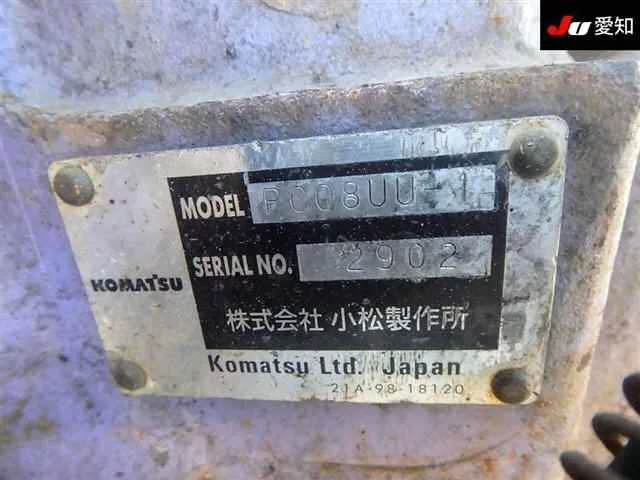 JU 愛知
MODEL PC08UU-1
SERIAL NO. 2902
KOMATSU
株式会社 小松製作所
Komatsu Ltd. Japan
21A-98-18120